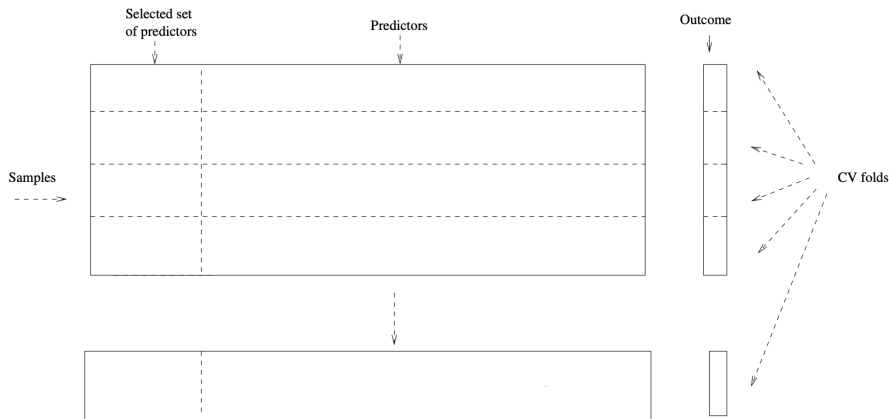 Selected set
of predictors
Predictors
Outcome
Samples
CV folds